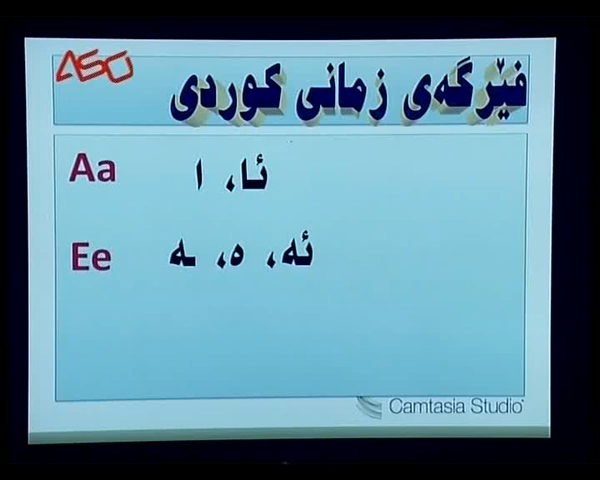 ASO
فێرگەی زمانی کوردی
Aa ئا، ا
Ee ئە، ە، ـە
Camtasia Studio